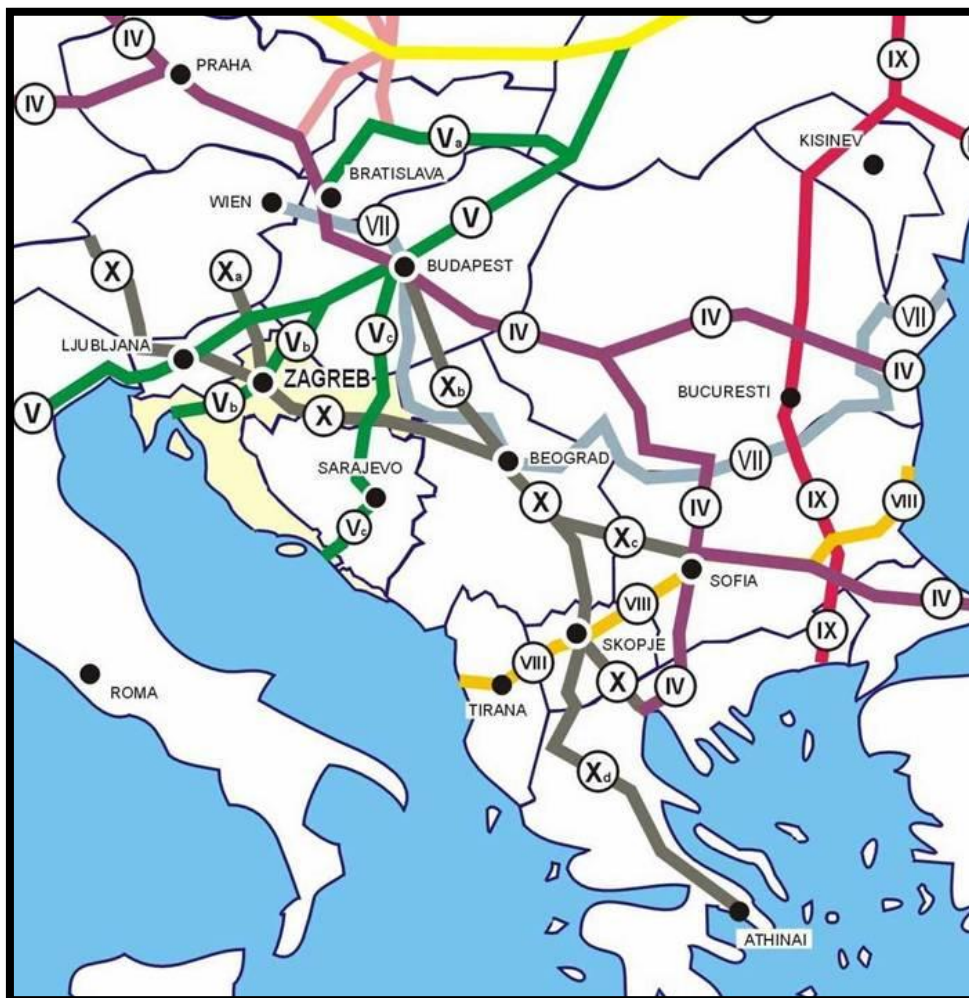 IV
IX
PRAHA
IV
Va
KISINEV
BRATISLAVA
WIEN
VII
V
X
Xa
BUDAPEST
IV
IV
VII
LJUBLJANA
Vb
Vc
IV
ZAGREB
Xb
BUCURESTI
V
Vb
X
SARAJEVO
BEOGRAD
VII
Vc
X
IV
IX
VIII
Xc
SOFIA
VIII
IV
SKOPJE
IX
VIII
ROMA
TIRANA
X
IV
Xd
ATHINAI